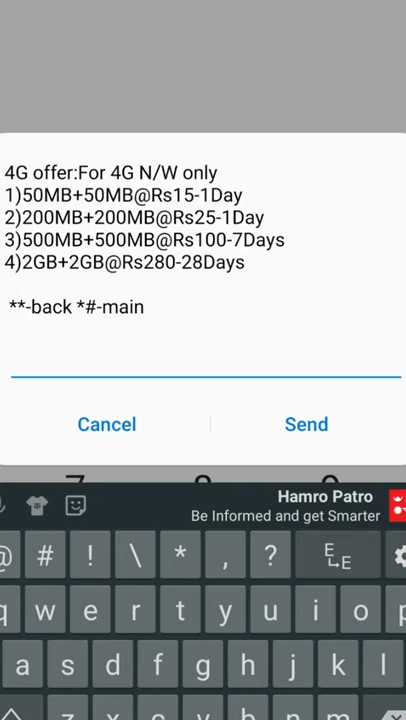 4G offer:For 4G N/W only
1)50MB+50MB@Rs15-1Day
2)200MB+200MB@Rs25-1Day
3)500MB+500MB@Rs100-7Days
4)2GB+2GB@Rs280-28Days
**-back *#-main
Cancel Send
Hamro Patro
Be Informed and get Smarter
@ # ! \ * , ?
q w e r t y u i o p
a s d f g h j k l
z x c v b n m